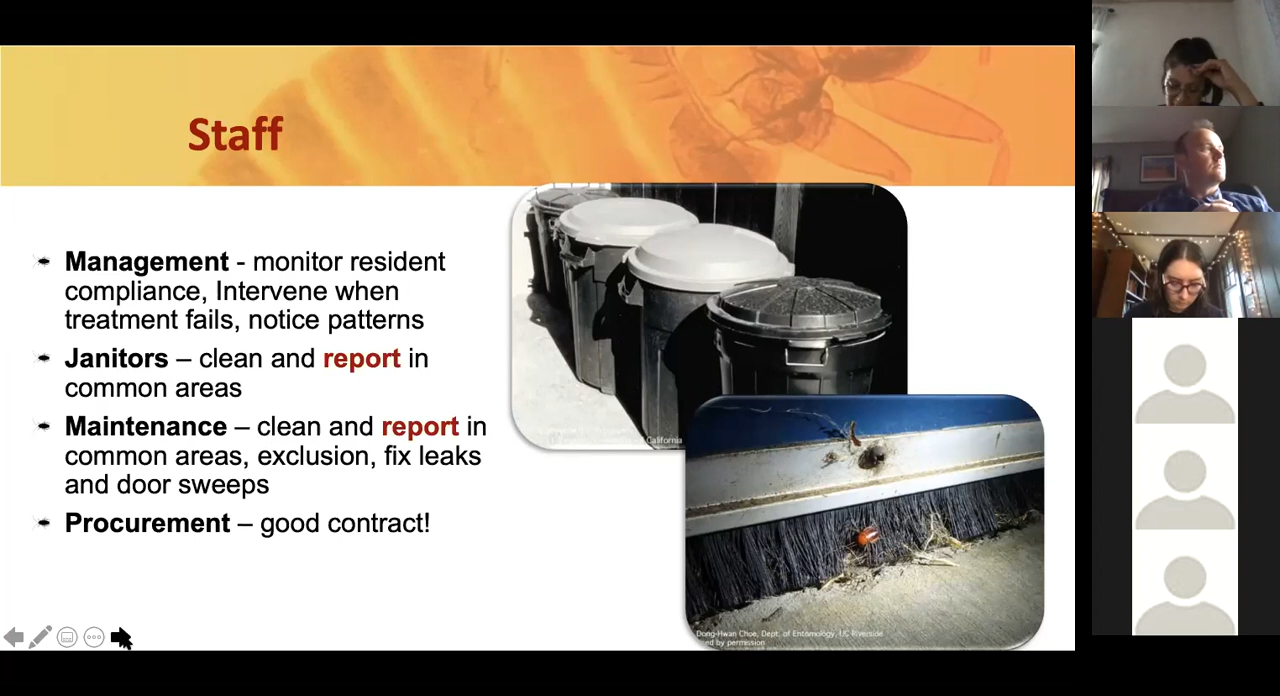 Staff
Management - monitor resident
compliance, Intervene when
treatment fails, notice patterns
Janitors – clean and report in
common areas
Maintenance – clean and report in
common areas, exclusion, fix leaks
and door sweeps
Procurement – good contract!
of California
Dong-Hwan Choe, Dept. of Entomology, UC Riverside
by permission